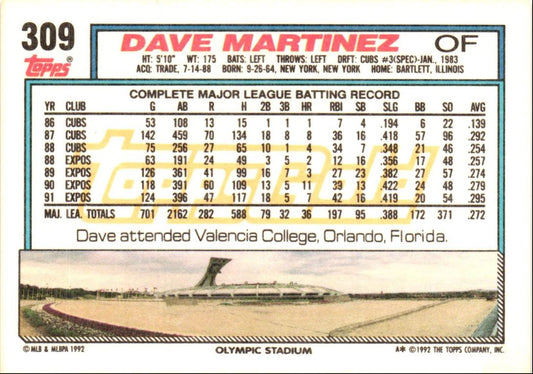 309 DAVE MARTINEZ OF
Topps
HT: 5'10" WT: 175 BATS: LEFT THROWS: LEFT DRFT: CUBS #3(SPEC)-JAN., 1983
ACQ: TRADE, 7-14-88 BORN: 9-26-64, NEW YORK, NEW YORK HOME: BARTLETT, ILLINOIS
COMPLETE MAJOR LEAGUE BATTING RECORD
YR CLUB G AB R H 2B 3B HR RBI SB SLG BB SO AVG
86 CUBS 53 108 13 15 1 1 1 7 4 .194 6 22 .139
87 CUBS 142 459 70 134 18 8 8 36 16 .418 57 96 .292
88 CUBS 75 256 27 65 10 1 4 34 7 .348 21 46 .254
88 EXPOS 63 191 24 49 3 5 2 12 16 .356 17 48 .257
89 EXPOS 126 361 41 99 16 7 3 27 23 .382 27 57 .274
90 EXPOS 118 391 60 109 13 5 11 39 13 .422 24 48 .279
91 EXPOS 124 396 47 117 18 5 7 42 16 .419 20 54 .295
MAJ. LEA. TOTALS 701 2162 282 588 79 32 36 197 95 .388 172 371 .272
Dave attended Valencia College, Orlando, Florida.
© MLB & MLBPA 1992 OLYMPIC STADIUM A* © 1992 THE TOPPS COMPANY, INC.